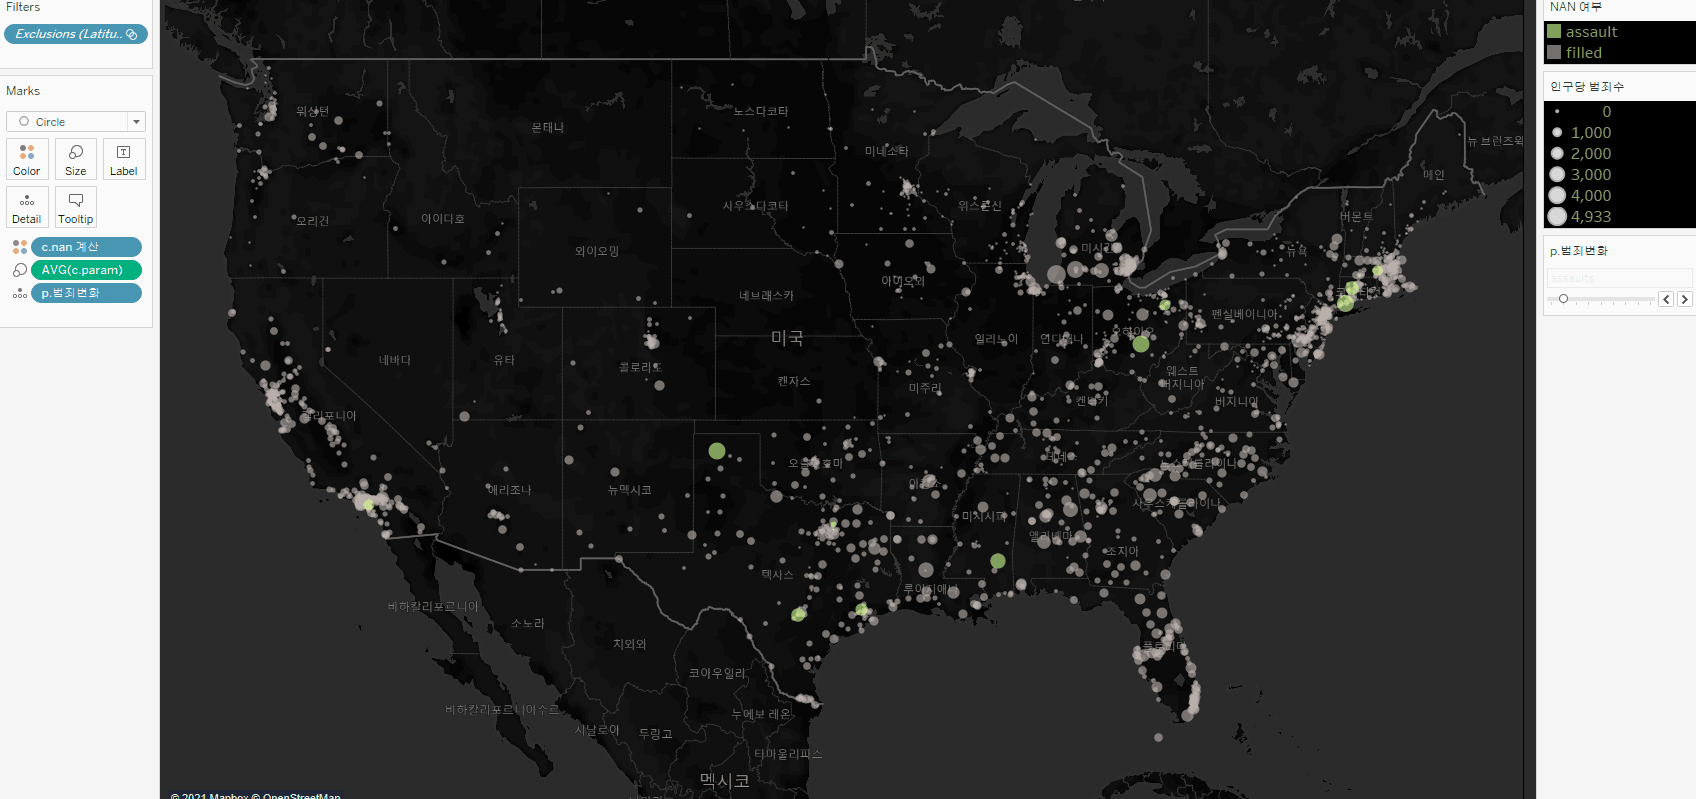 Filters
Exclusions (Latitu..
Marks
Circle
Color
Size
Label
Detail
Tooltip
c.nan 계산
AVG(c.param)
p.범죄변화
워싱턴
몬태나
노스다코타
미네소타
뉴 브런즈윅
메인
오리건
아이다호
시우스다코타
위스콘신
버몬트
와이오밍
미시간
뉴욕
아이오와
네브래스카
펜실베이니아
미국
일리노이
인디애나
오하이오
네바다
유타
콜로라도
캔자스
미주리
웨스트
버지니아
켄터키
버지니아
캘리포니아
테네시
오클라호마
노스캐롤라이나
애리조나
뉴멕시코
아칸소
사우스캐롤라이나
미시시피
앨라배마
조지아
텍사스
루이지애나
바하칼리포르니아
소노라
치와와
플로리다
코아우일라
바하칼리포르니아수르
누에보 레온
시날로아
두랑고
타마울리파스
멕시코
© 2021 Mapbox © OpenStreetMap
NAN 여부
assault
filled
인구당 범죄수
0
1,000
2,000
3,000
4,000
4,933
p.범죄변화
assaults